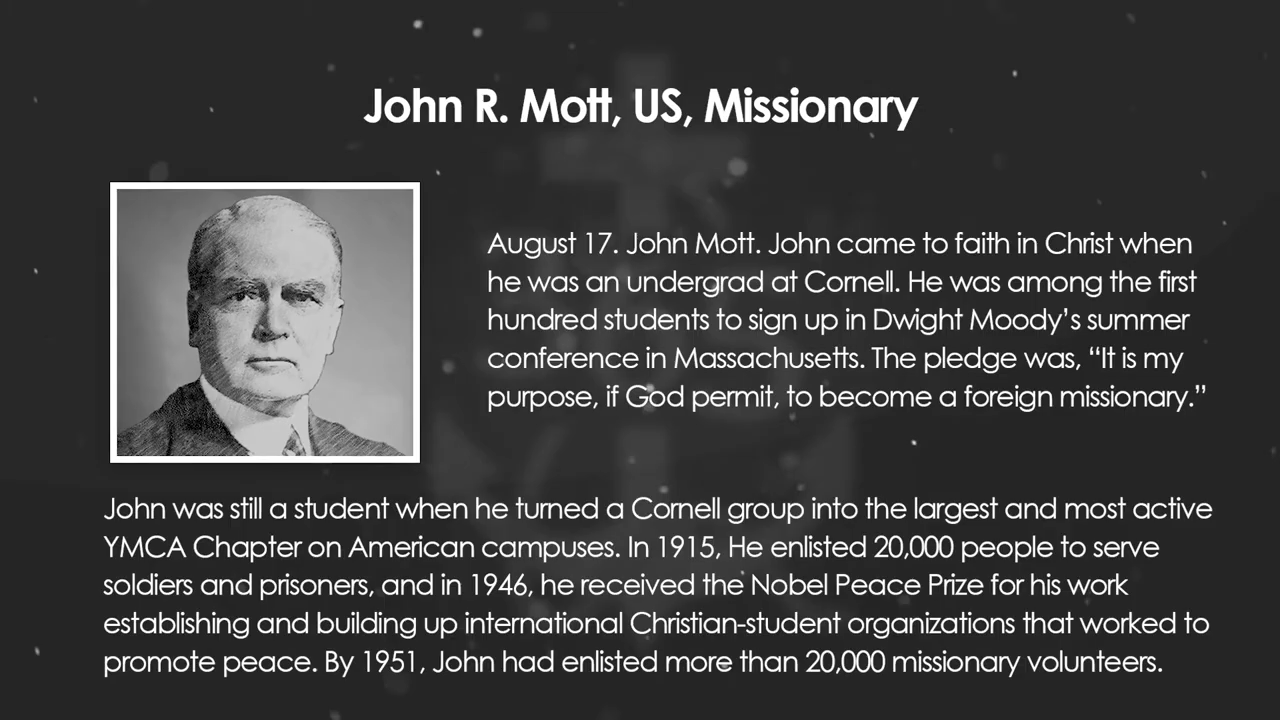 John R. Mott, US, Missionary
August 17. John Mott. John came to faith in Christ when
he was an undergrad at Cornell. He was among the first
hundred students to sign up in Dwight Moody’s summer
conference in Massachusetts. The pledge was, “It is my
purpose, if God permit, to become a foreign missionary.”
John was still a student when he turned a Cornell group into the largest and most active
YMCA Chapter on American campuses. In 1915, He enlisted 20,000 people to serve
soldiers and prisoners, and in 1946, he received the Nobel Peace Prize for his work
establishing and building up international Christian-student organizations that worked to
promote peace. By 1951, John had enlisted more than 20,000 missionary volunteers.